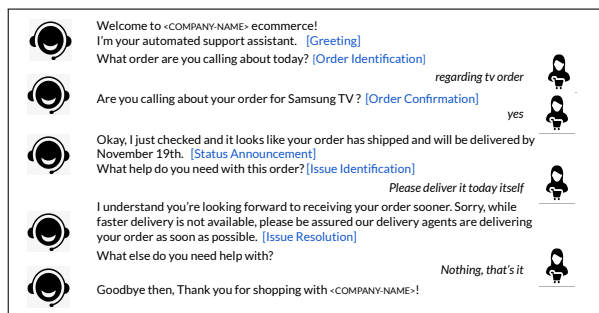 Welcome to <COMPANY-NAME> ecommerce!
I'm your automated support assistant. [Greeting]
What order are you calling about today? [Order Identification]
regarding tv order
Are you calling about your order for Samsung TV ? [Order Confirmation]
yes
Okay, I just checked and it looks like your order has shipped and will be delivered by
November 19th. [Status Announcement]
What help do you need with this order? [Issue Identification]
Please deliver it today itself
I understand you're looking forward to receiving your order sooner. Sorry, while
faster delivery is not available, please be assured our delivery agents are delivering
your order as soon as possible. [Issue Resolution]
What else do you need help with?
Nothing, that's it
Goodbye then, Thank you for shopping with <COMPANY-NAME>!